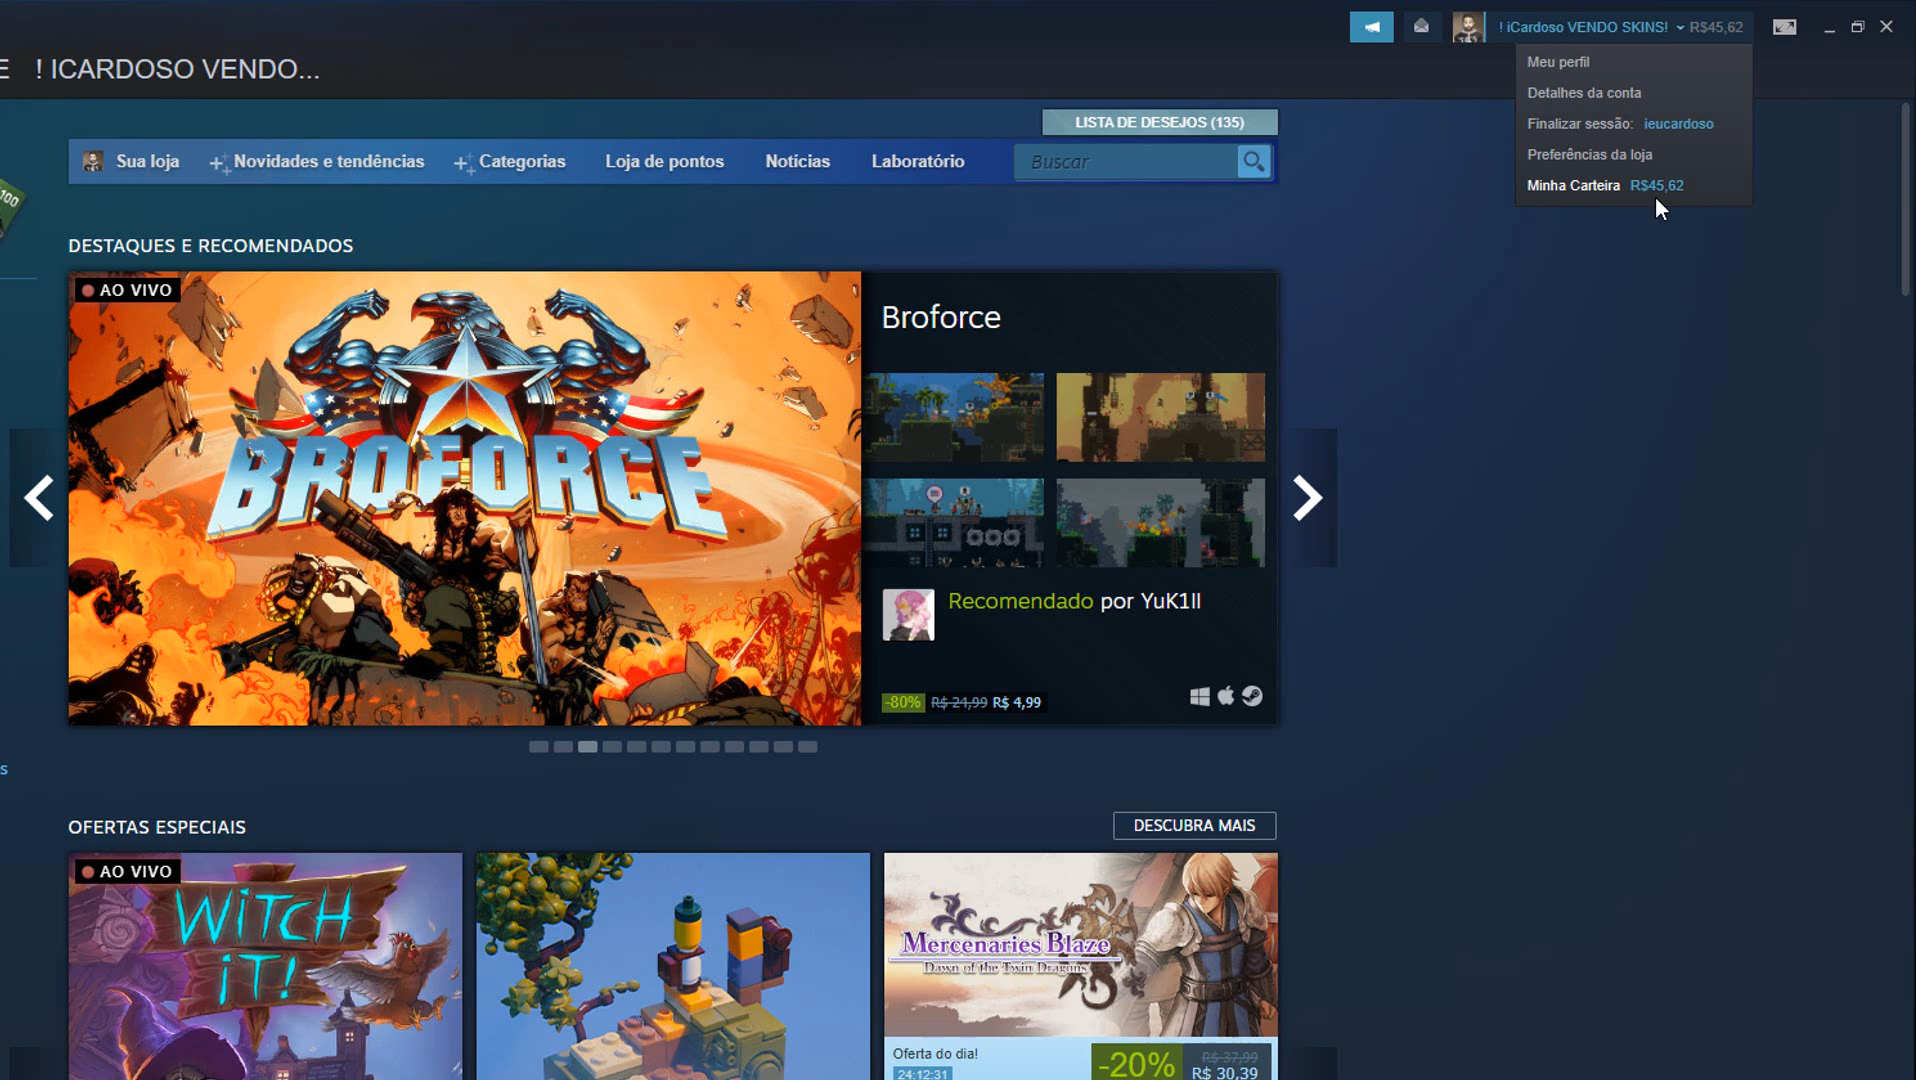 ! iCardoso VENDO SKINS! R$45,62
E ! ICARDOSO VENDO...
Meu perfil
Detalhes da conta
Finalizar sessão: ieucardoso
Preferências da loja
Minha Carteira R$45,62
LISTA DE DESEJOS (135)
Sua loja Novidades e tendências Categorias Loja de pontos Notícias Laboratório Buscar
100
DESTAQUES E RECOMENDADOS
AO VIVO
BROFORCE
Broforce
Recomendado por YuK1ll
-80% R$ 24,99 R$ 4,99
s
OFERTAS ESPECIAIS
DESCUBRA MAIS
AO VIVO
WITCH
IT!
Mercenaries Blaze
Dawn of the Twin Dragons
Oferta do dia!
24:12:31
-20%
R$ 37,99
R$ 30,39